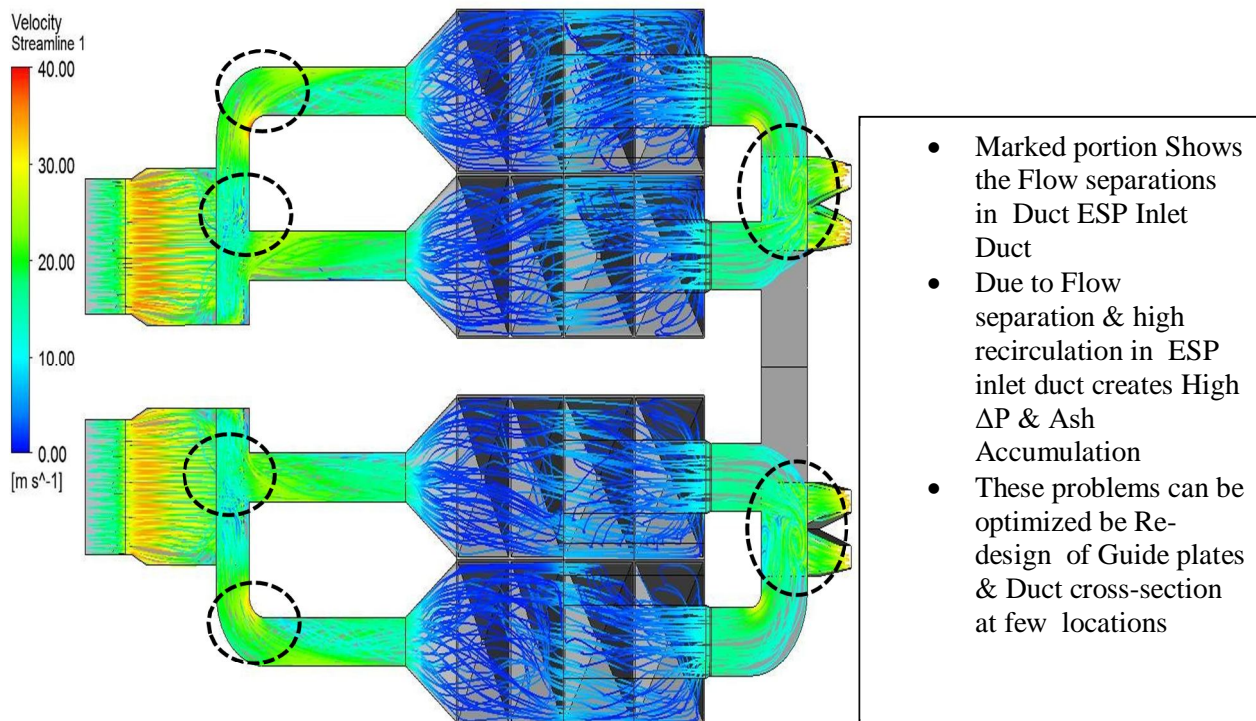 Velocity
Streamline 1
40.00
30.00
20.00
10.00
0.00
[m s^-1]
• Marked portion Shows
the Flow separations
in Duct ESP Inlet
Duct
• Due to Flow
separation & high
recirculation in ESP
inlet duct creates High
ΔP & Ash
Accumulation
• These problems can be
optimized be Re-
design of Guide plates
& Duct cross-section
at few locations